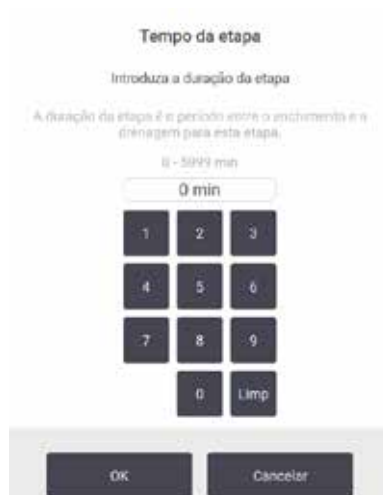 Tempo da etapa
Introduza a duração da etapa
A duração da etapa é o período entre o enchimento e a
drenagem para esta etapa.
0 - 5999 min
0 min
1 2 3
4 5 6
7 8 9
0 Limp
OK Cancelar